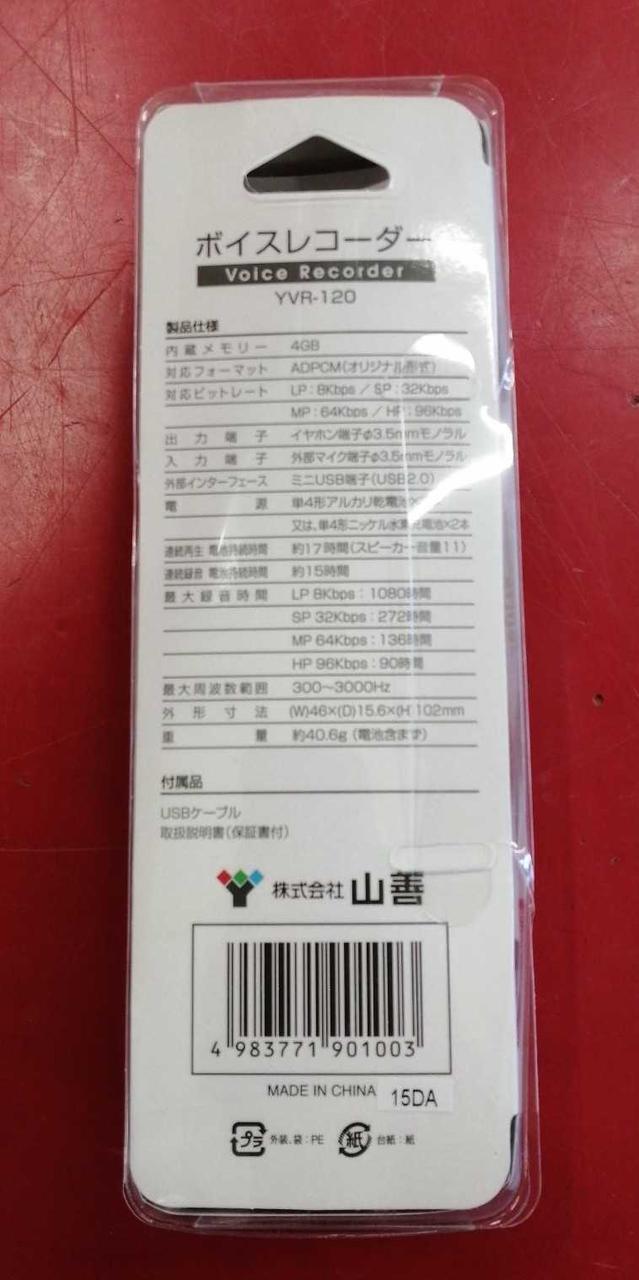 ボイスレコーダー
Voice Recorder
YVR-120
製品仕様
内蔵メモリー 4GB
対応フォーマット ADPCM(オリジナル形式)
対応ビットレート LP:8Kbps / SP:32Kbps
MP:64Kbps / HP:96Kbps
出力端子 イヤホン端子φ3.5mmモノラル
入力端子 外部マイク端子φ3.5mmモノラル
外部インターフェース ミニUSB端子(USB2.0)
電源 単4形アルカリ乾電池×
又は、単4形ニッケル水素充電池×2本
連続再生 電池持続時間 約17時間(スピーカー音量11)
連続録音 電池持続時間 約15時間
最大録音時間 LP 8Kbps:1080時間
SP 32Kbps:272時間
MP 64Kbps:136時間
HP 96Kbps:90時間
最大周波数範囲 300〜3000Hz
外形寸法 (W)46×(D)15.6×(H)102mm
重量 約40.6g(電池含まず)
付属品
USBケーブル
取扱説明書(保証書付)
株式会社 山善
4 983771 901003
MADE IN CHINA 15DA
プラ 外装、袋:PE 紙 台紙:紙